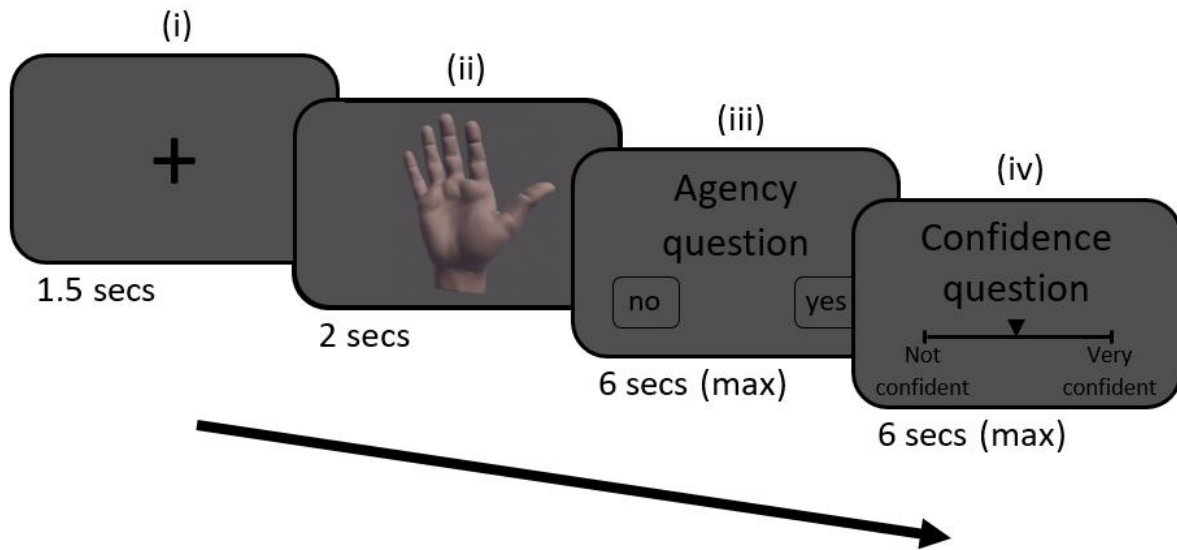 (i)
1.5 secs
(ii)
2 secs
(iii)
Agency
question
no
yes
6 secs (max)
(iv)
Confidence
question
Not
confident
Very
confident
6 secs (max)